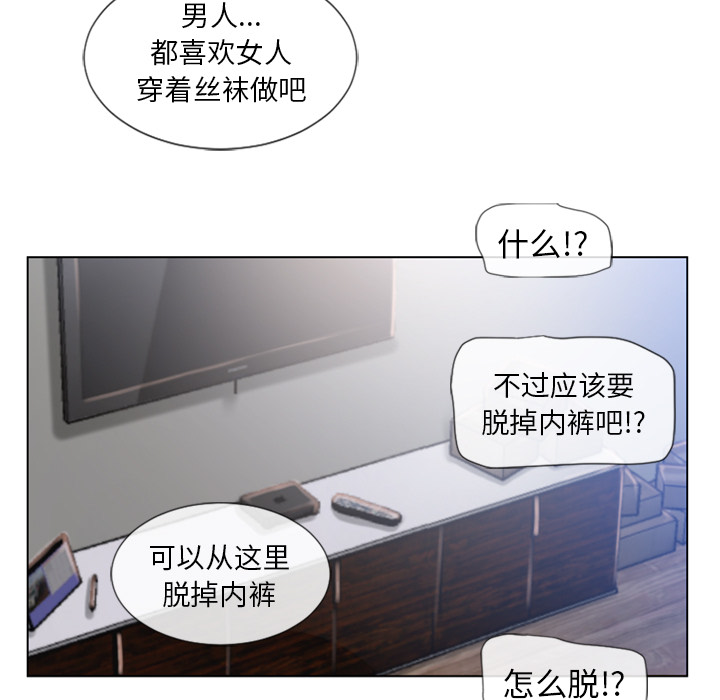 男人...
都喜欢女人
穿着丝袜做吧
什么!?
不过应该要
脱掉内裤吧!?
可以从这里
脱掉内裤
怎么脱!?